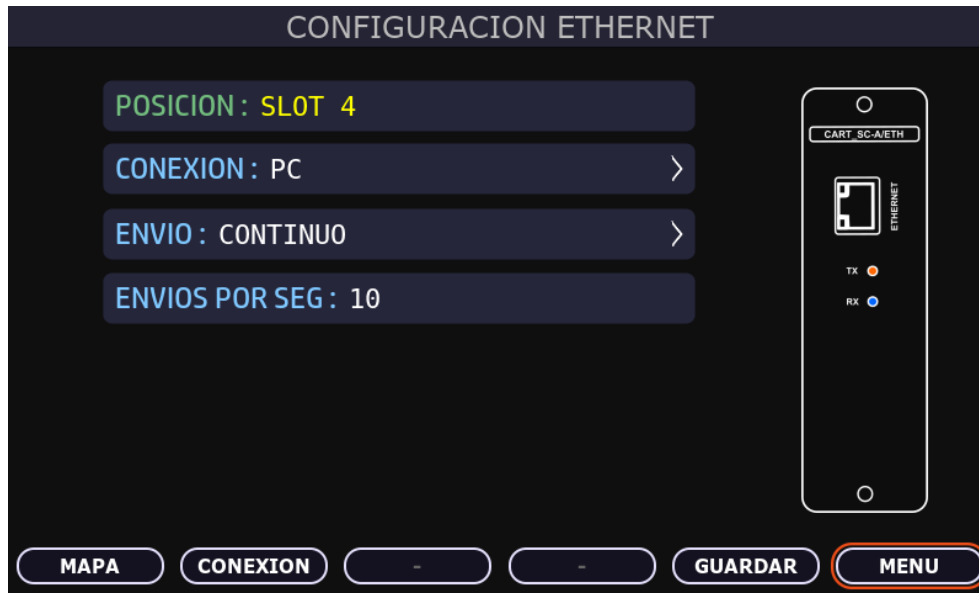 CONFIGURACION ETHERNET
POSICION : SLOT 4
CONEXION : PC
ENVIO : CONTINUO
ENVIOS POR SEG : 10
CART_SC-A/ETH
ETHERNET
TX
RX
MAPA CONEXION - - GUARDAR MENU